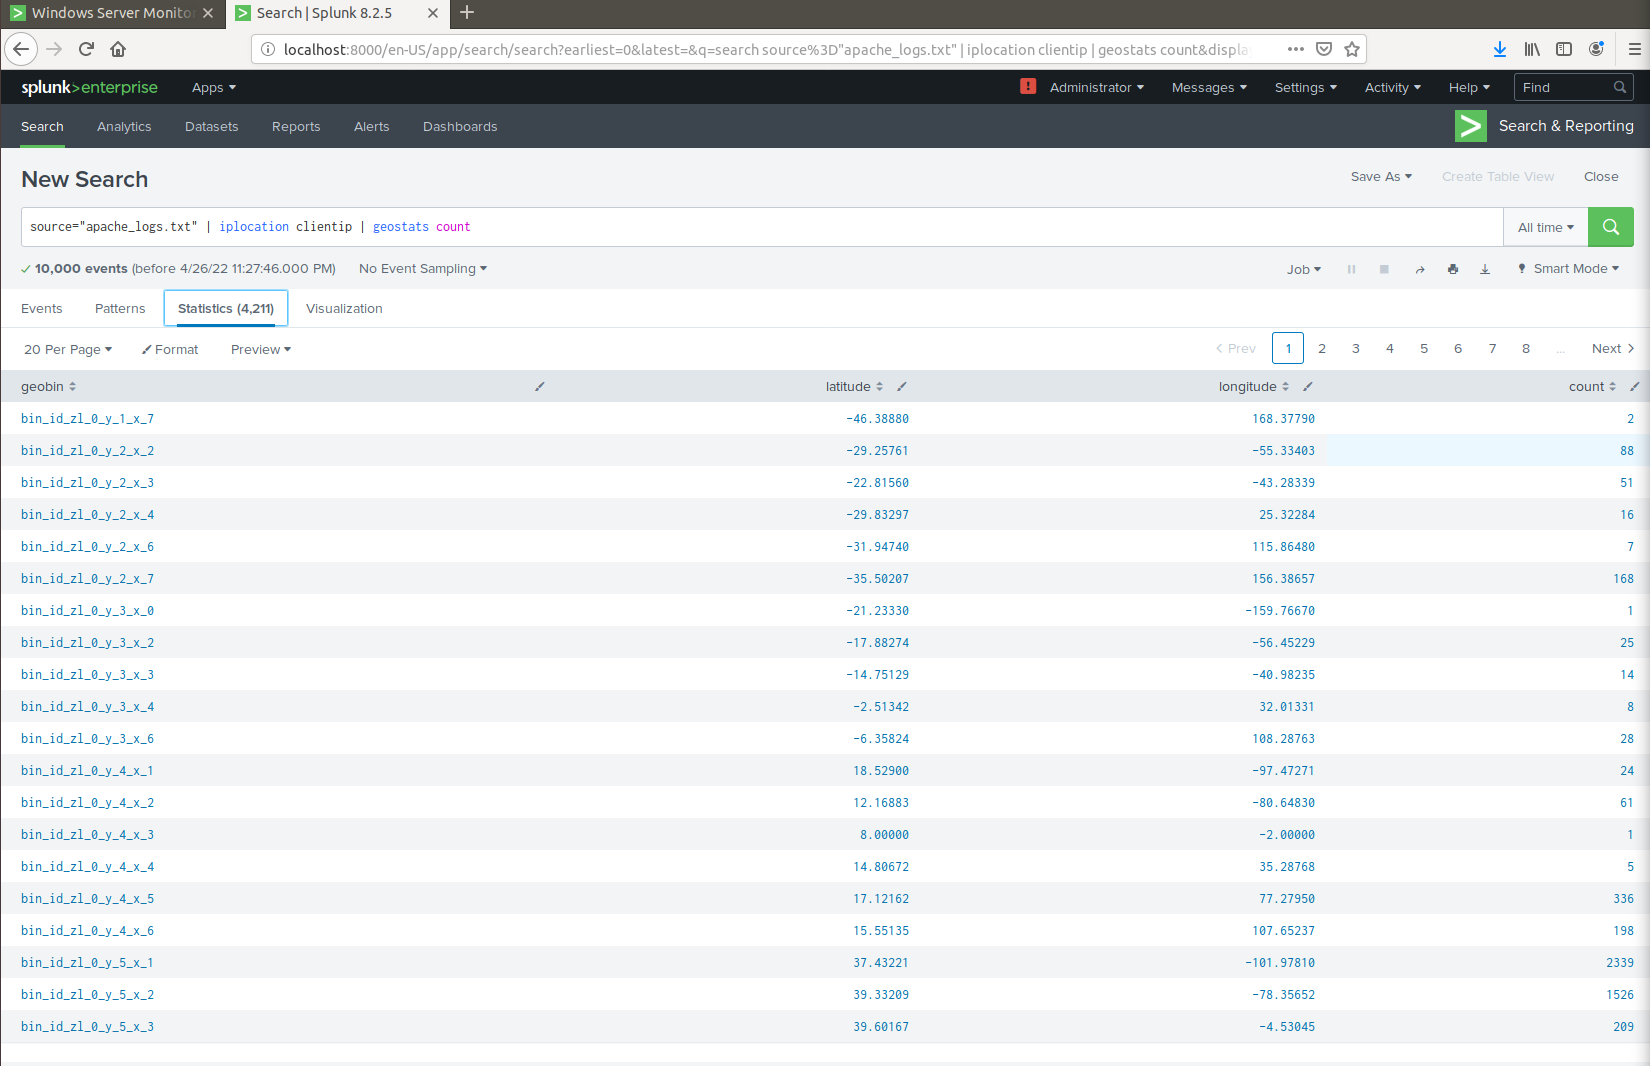 Windows Server Monito
Search | Splunk 8.2.5
localhost:8000/en-US/app/search/search?earliest=0&latest=&q=search source%3D"apache_logs.txt" | iplocation clientip | geostats count&displa
splunk>enterprise Apps Administrator Messages Settings Activity Help Find
Search Analytics Datasets Reports Alerts Dashboards Search & Reporting
New Search Save As Create Table View Close
source="apache_logs.txt" | iplocation clientip | geostats count All time
10,000 events (before 4/26/22 11:27:46.000 PM) No Event Sampling Job Smart Mode
Events Patterns Statistics (4,211) Visualization
20 Per Page Format Preview Prev 1 2 3 4 5 6 7 8 ... Next
geobin latitude longitude count
bin_id_zl_0_y_1_x_7 -46.38880 168.37790 2
bin_id_zl_0_y_2_x_2 -29.25761 -55.33403 88
bin_id_zl_0_y_2_x_3 -22.81560 -43.28339 51
bin_id_zl_0_y_2_x_4 -29.83297 25.32284 16
bin_id_zl_0_y_2_x_6 -31.94740 115.86480 7
bin_id_zl_0_y_2_x_7 -35.50207 156.38657 168
bin_id_zl_0_y_3_x_0 -21.23330 -159.76670 1
bin_id_zl_0_y_3_x_2 -17.88274 -56.45229 25
bin_id_zl_0_y_3_x_3 -14.75129 -40.98235 14
bin_id_zl_0_y_3_x_4 -2.51342 32.01331 8
bin_id_zl_0_y_3_x_6 -6.35824 108.28763 28
bin_id_zl_0_y_4_x_1 18.52900 -97.47271 24
bin_id_zl_0_y_4_x_2 12.16883 -80.64830 61
bin_id_zl_0_y_4_x_3 8.00000 -2.00000 1
bin_id_zl_0_y_4_x_4 14.80672 35.28768 5
bin_id_zl_0_y_4_x_5 17.12162 77.27950 336
bin_id_zl_0_y_4_x_6 15.55135 107.65237 198
bin_id_zl_0_y_5_x_1 37.43221 -101.97810 2339
bin_id_zl_0_y_5_x_2 39.33209 -78.35652 1526
bin_id_zl_0_y_5_x_3 39.60167 -4.53045 209